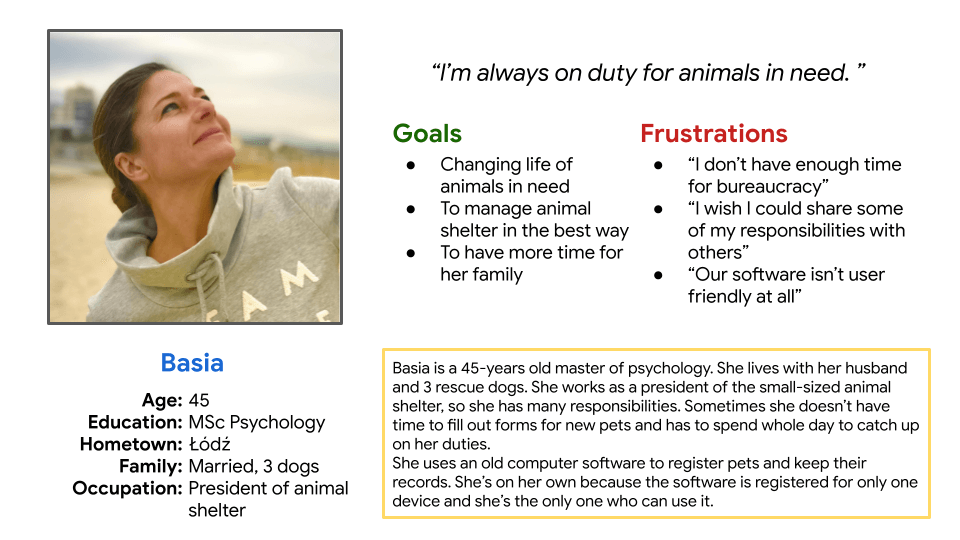 “I’m always on duty for animals in need. ”
Goals
● Changing life of
animals in need
● To manage animal
shelter in the best way
● To have more time for
her family
Frustrations
● “I don’t have enough time
for bureaucracy”
● “I wish I could share some
of my responsibilities with
others”
● “Our software isn’t user
friendly at all”
Basia
Age: 45
Education: MSc Psychology
Hometown: Łódź
Family: Married, 3 dogs
Occupation: President of animal
shelter
Basia is a 45-years old master of psychology. She lives with her husband
and 3 rescue dogs. She works as a president of the small-sized animal
shelter, so she has many responsibilities. Sometimes she doesn’t have
time to fill out forms for new pets and has to spend whole day to catch up
on her duties.
She uses an old computer software to register pets and keep their
records. She’s on her own because the software is registered for only one
device and she’s the only one who can use it.